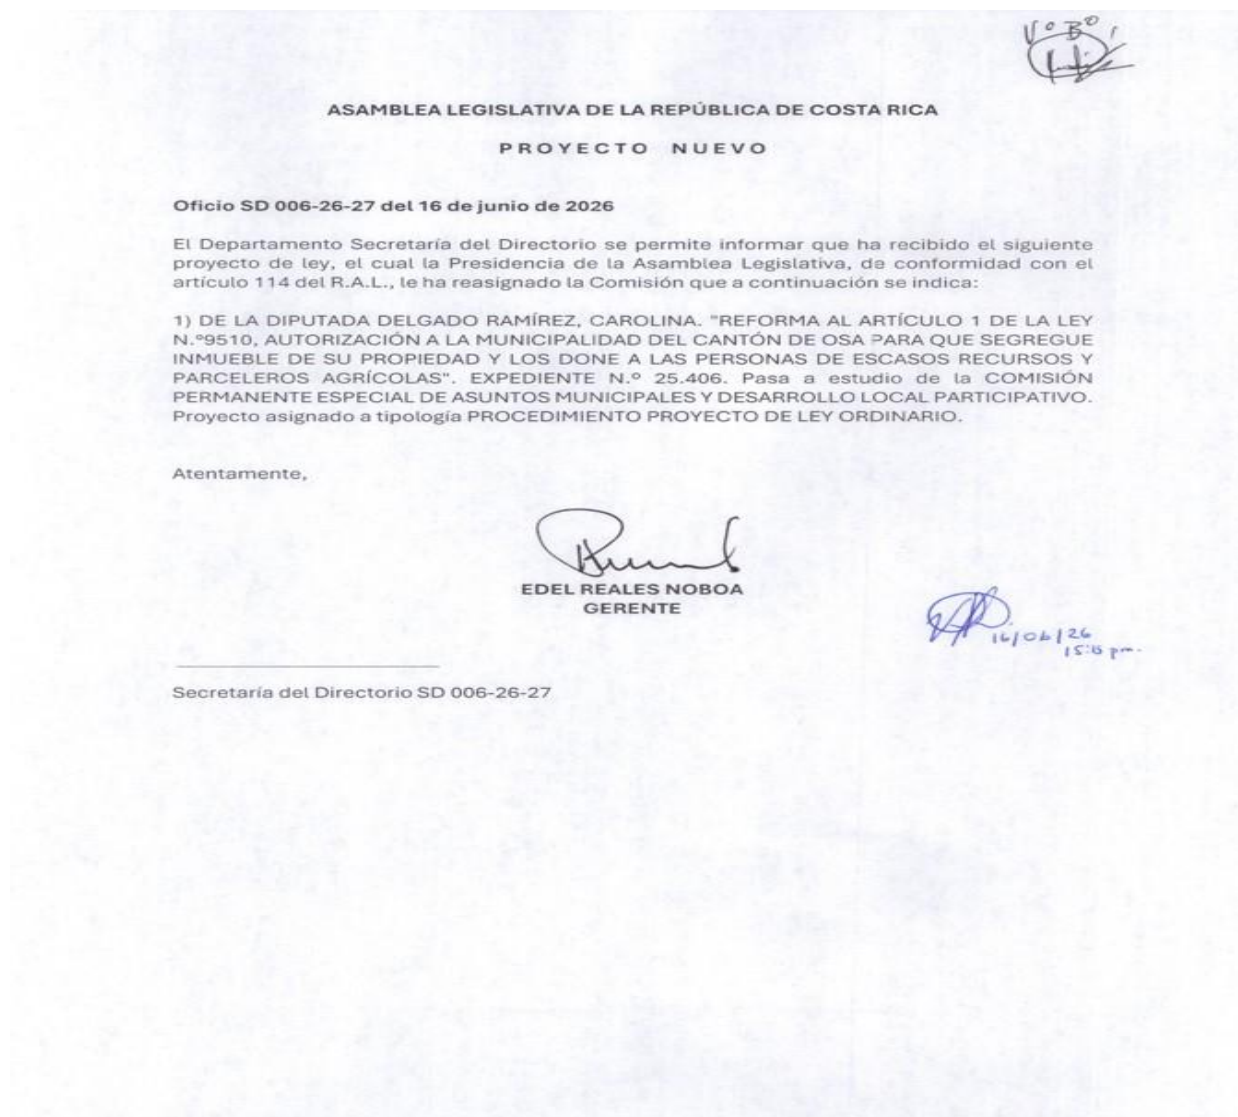 Vº Bº
ASAMBLEA LEGISLATIVA DE LA REPÚBLICA DE COSTA RICA
PROYECTO NUEVO
Oficio SD 006-26-27 del 16 de junio de 2026
El Departamento Secretaría del Directorio se permite informar que ha recibido el siguiente
proyecto de ley, el cual la Presidencia de la Asamblea Legislativa, de conformidad con el
artículo 114 del R.A.L., le ha reasignado la Comisión que a continuación se indica:
1) DE LA DIPUTADA DELGADO RAMÍREZ, CAROLINA. "REFORMA AL ARTÍCULO 1 DE LA LEY
N.º9510, AUTORIZACIÓN A LA MUNICIPALIDAD DEL CANTÓN DE OSA PARA QUE SEGREGUE
INMUEBLE DE SU PROPIEDAD Y LOS DONE A LAS PERSONAS DE ESCASOS RECURSOS Y
PARCELEROS AGRÍCOLAS". EXPEDIENTE N.º 25.406. Pasa a estudio de la COMISIÓN
PERMANENTE ESPECIAL DE ASUNTOS MUNICIPALES Y DESARROLLO LOCAL PARTICIPATIVO.
Proyecto asignado a tipología PROCEDIMIENTO PROYECTO DE LEY ORDINARIO.
Atentamente,
EDEL REALES NOBOA
GERENTE
16/06/26
pm.
Secretaría del Directorio SD 006-26-27